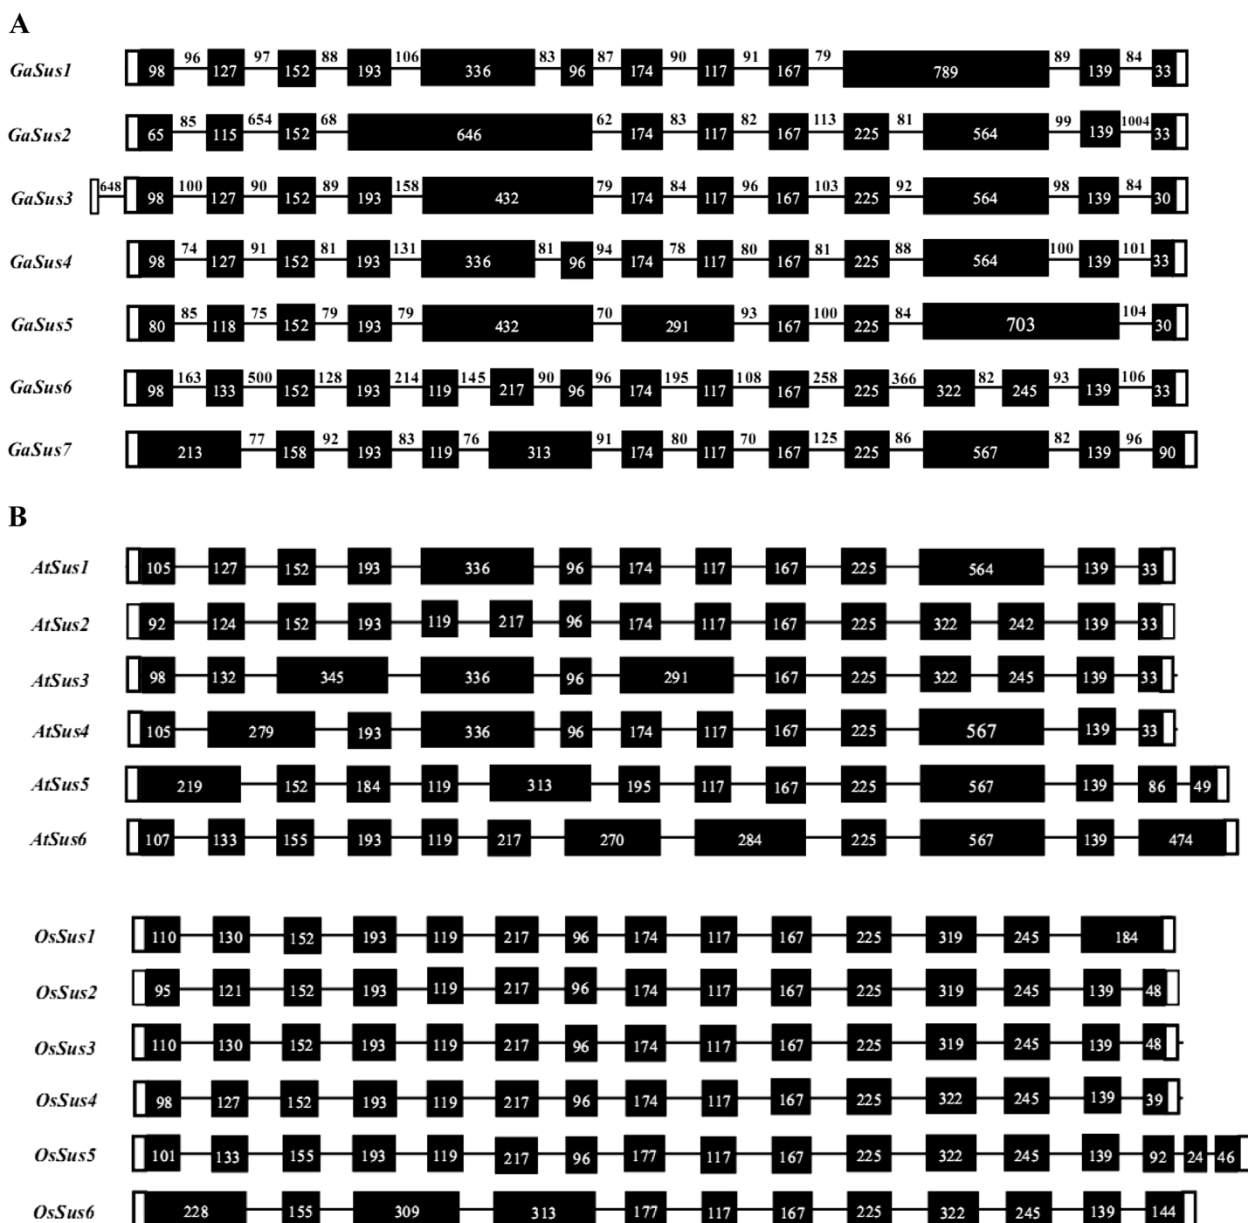 A
96 97 88 106 83 87 90 91 79 89 84
GaSus1 98 127 152 193 336 96 174 117 167 789 139 33
85 654 68 62 83 82 113 81 99 1004
GaSus2 65 115 152 646 174 117 167 225 564 139 33
648 100 90 89 158 79 84 96 103 92 98 84
GaSus3 98 127 152 193 432 174 117 167 225 564 139 30
74 91 81 131 81 94 78 80 81 88 100 101
GaSus4 98 127 152 193 336 96 174 117 167 225 564 139 33
85 75 79 79 70 93 100 84 104
GaSus5 80 118 152 193 432 291 167 225 703 30
163 500 128 214 145 90 96 195 108 258 366 82 93 106
GaSus6 98 133 152 193 119 217 96 174 117 167 225 322 245 139 33
77 92 83 76 91 80 70 125 86 82 96
GaSus7 213 158 193 119 313 174 117 167 225 567 139 90
B
AtSus1 105 127 152 193 336 96 174 117 167 225 564 139 33
AtSus2 92 124 152 193 119 217 96 174 117 167 225 322 242 139 33
AtSus3 98 132 345 336 96 291 167 225 322 245 139 33
AtSus4 105 279 193 336 96 174 117 167 225 567 139 33
AtSus5 219 152 184 119 313 195 117 167 225 567 139 86 49
AtSus6 107 133 155 193 119 217 270 284 225 567 139 474
OsSus1 110 130 152 193 119 217 96 174 117 167 225 319 245 184
OsSus2 95 121 152 193 119 217 96 174 117 167 225 319 245 139 48
OsSus3 110 130 152 193 119 217 96 174 117 167 225 319 245 139 48
OsSus4 98 127 152 193 119 217 96 174 117 167 225 322 245 139 39
OsSus5 101 133 155 193 119 217 96 177 117 167 225 322 245 139 92 24 46
OsSus6 228 155 309 313 177 117 167 225 322 245 139 144